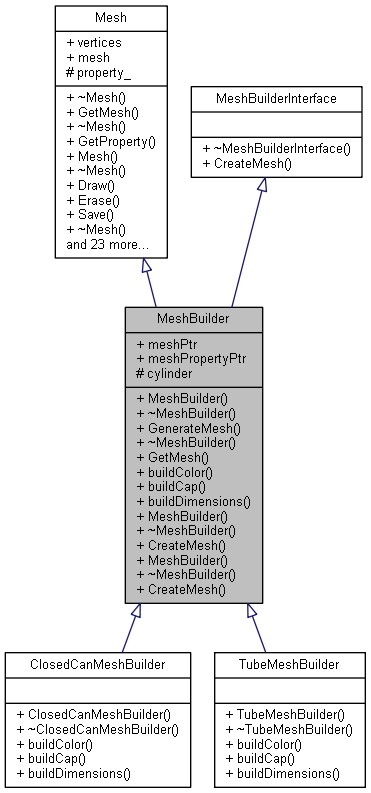 Mesh
+ vertices
+ mesh
# property_
+ ~Mesh()
+ GetMesh()
+ ~Mesh()
+ GetProperty()
+ Mesh()
+ ~Mesh()
+ Draw()
+ Erase()
+ Save()
+ ~Mesh()
and 23 more...
MeshBuilderInterface
+ ~MeshBuilderInterface()
+ CreateMesh()
MeshBuilder
+ meshPtr
+ meshPropertyPtr
# cylinder
+ MeshBuilder()
+ ~MeshBuilder()
+ GenerateMesh()
+ ~MeshBuilder()
+ GetMesh()
+ buildColor()
+ buildCap()
+ buildDimensions()
+ MeshBuilder()
+ ~MeshBuilder()
+ CreateMesh()
+ MeshBuilder()
+ ~MeshBuilder()
+ CreateMesh()
ClosedCanMeshBuilder
+ ClosedCanMeshBuilder()
+ ~ClosedCanMeshBuilder()
+ buildColor()
+ buildCap()
+ buildDimensions()
TubeMeshBuilder
+ TubeMeshBuilder()
+ ~TubeMeshBuilder()
+ buildColor()
+ buildCap()
+ buildDimensions()